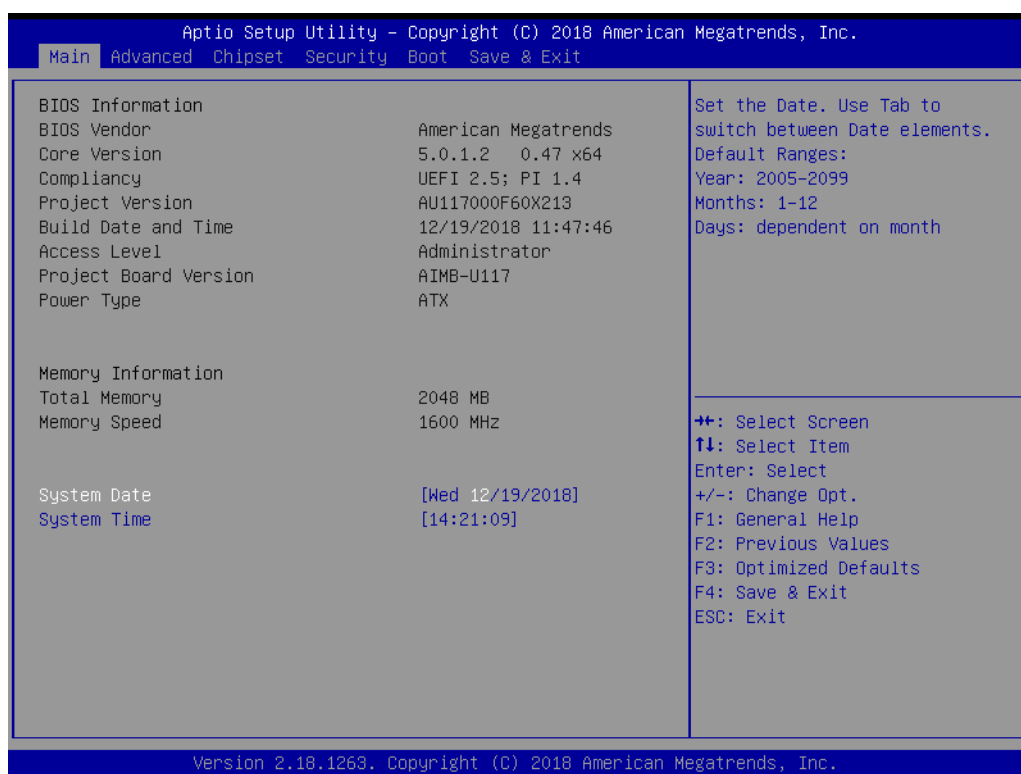 Aptio Setup Utility – Copyright (C) 2018 American Megatrends, Inc.
Main Advanced Chipset Security Boot Save & Exit
BIOS Information
BIOS Vendor American Megatrends
Core Version 5.0.1.2 0.47 x64
Compliancy UEFI 2.5; PI 1.4
Project Version AU117000F60X213
Build Date and Time 12/19/2018 11:47:46
Access Level Administrator
Project Board Version AIMB-U117
Power Type ATX
Memory Information
Total Memory 2048 MB
Memory Speed 1600 MHz
System Date [Wed 12/19/2018]
System Time [14:21:09]
Set the Date. Use Tab to
switch between Date elements.
Default Ranges:
Year: 2005-2099
Months: 1-12
Days: dependent on month
→←: Select Screen
↑↓: Select Item
Enter: Select
+/-: Change Opt.
F1: General Help
F2: Previous Values
F3: Optimized Defaults
F4: Save & Exit
ESC: Exit
Version 2.18.1263. Copyright (C) 2018 American Megatrends, Inc.